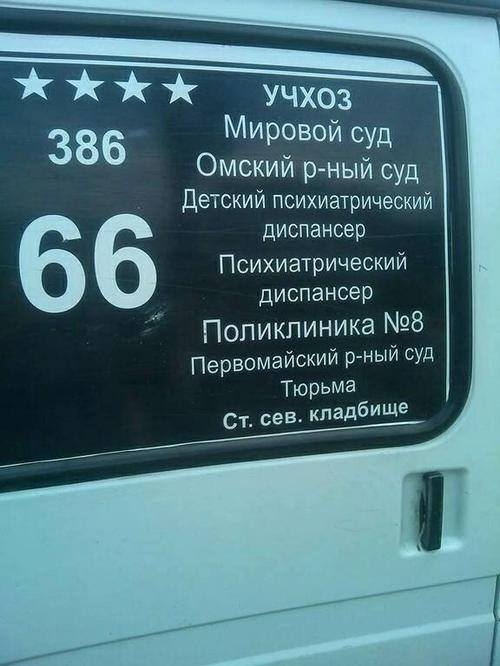 386
66
УЧХОЗ
Мировой суд
Омский р-ный суд
Детский психиатрический
диспансер
Психиатрический
диспансер
Поликлиника №8
Первомайский р-ный суд
Тюрьма
Ст. сев. кладбище